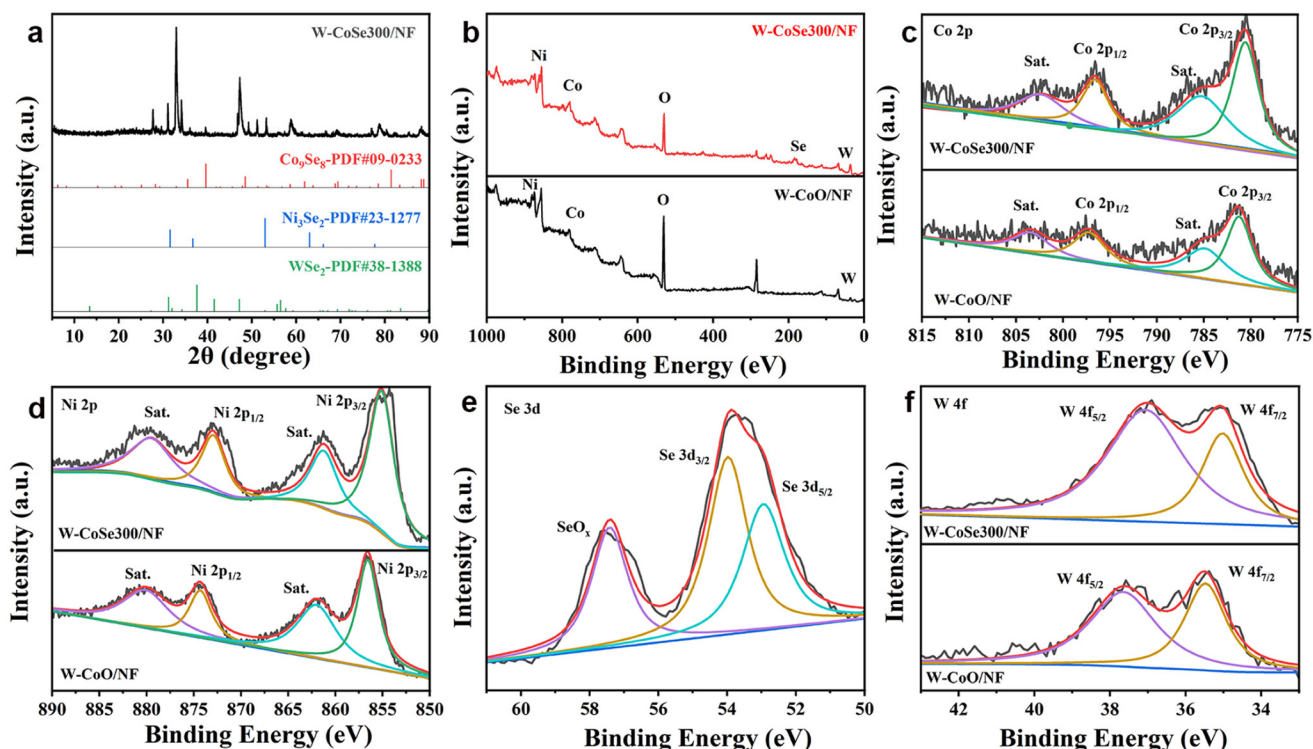 a
W-CoSe300/NF
Co₉Se₈-PDF#09-0233
Ni₃Se₂-PDF#23-1277
WSe₂-PDF#38-1388
Intensity (a.u.)
0 10 20 30 40 50 60 70 80 90
2θ (degree)
b
W-CoSe300/NF
Ni
Co
O
Se
W
W-CoO/NF
Ni
Co
O
W
Intensity (a.u.)
1000 800 600 400 200 0
Binding Energy (eV)
c
Co 2p
Sat.
Co 2p₁/₂
Sat.
Co 2p₃/₂
W-CoSe300/NF
Sat.
Co 2p₁/₂
Sat.
Co 2p₃/₂
W-CoO/NF
Intensity (a.u.)
815 810 805 800 795 790 785 780 775
Binding Energy (eV)
d
Ni 2p
Sat.
Ni 2p₁/₂
Sat.
Ni 2p₃/₂
W-CoSe300/NF
Sat.
Ni 2p₁/₂
Sat.
Ni 2p₃/₂
W-CoO/NF
Intensity (a.u.)
890 885 880 875 870 865 860 855 850
Binding Energy (eV)
e
Se 3d
SeOₓ
Se 3d₃/₂
Se 3d₅/₂
Intensity (a.u.)
60 58 56 54 52 50
Binding Energy (eV)
f
W 4f₅/₂
W 4f₇/₂
W-CoSe300/NF
W 4f₅/₂
W 4f₇/₂
W-CoO/NF
Intensity (a.u.)
42 40 38 36 34
Binding Energy (eV)